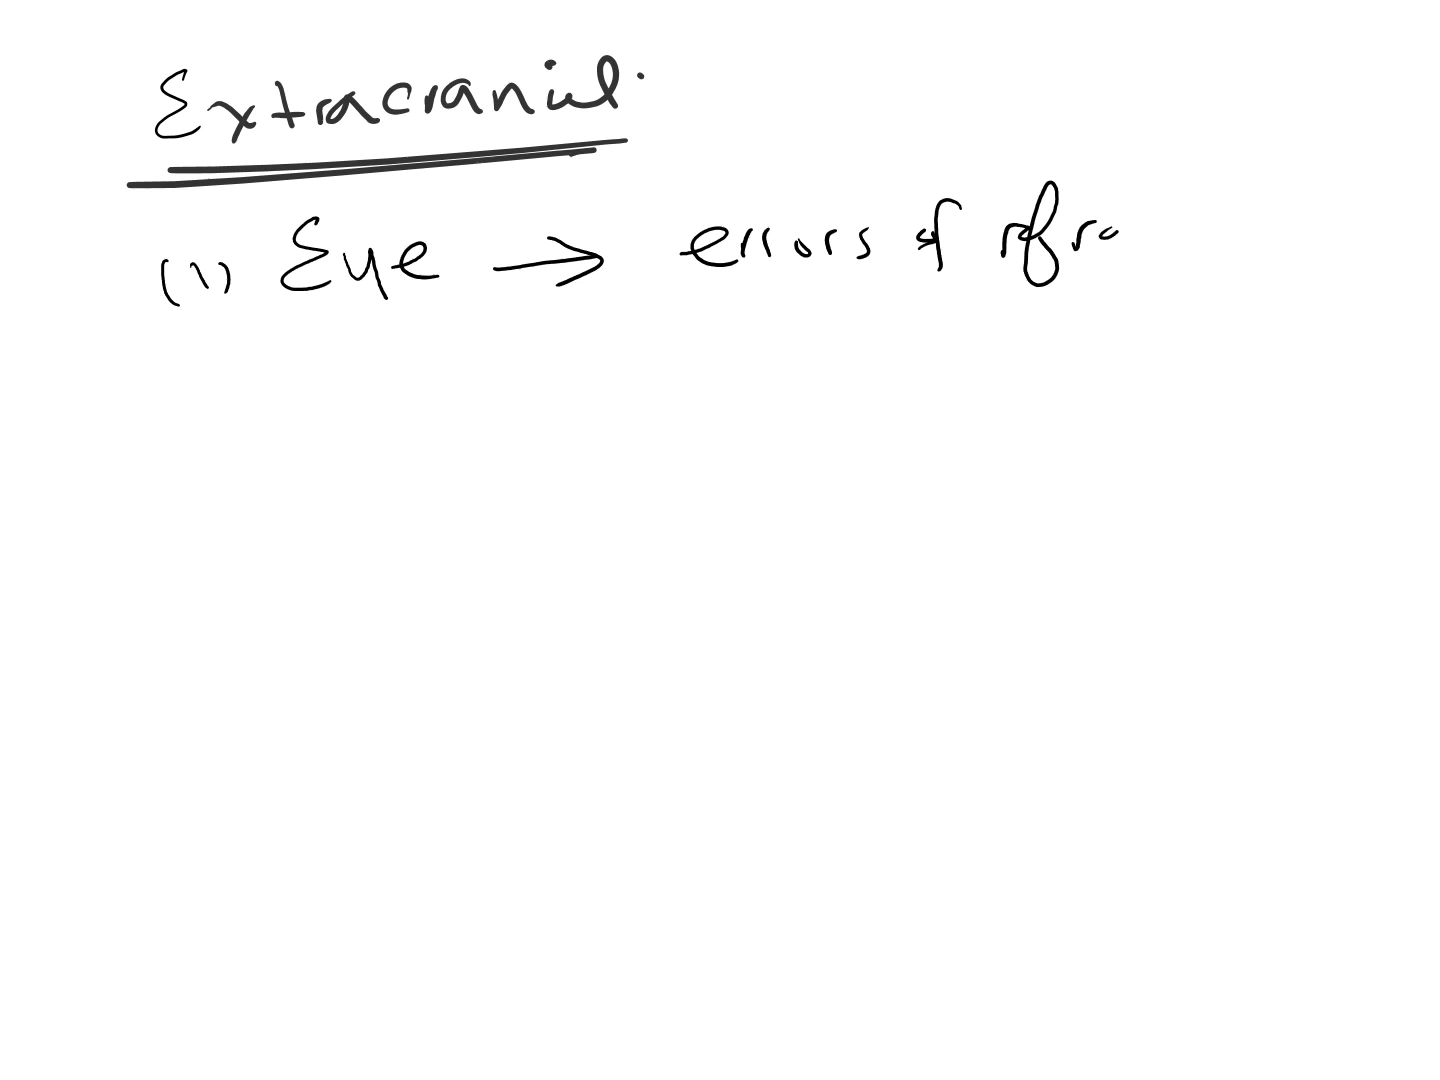 Extracranial.
(1) Eye → errors of refra